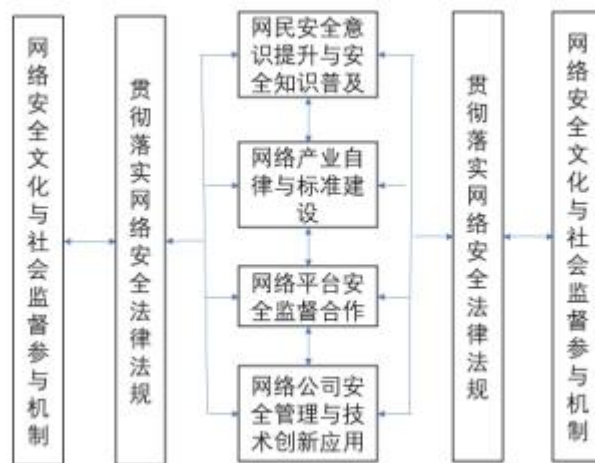 网络安全文化与社会监督参与机制
贯彻落实网络安全法律法规
网民安全意
识提升与安
全知识普及
网络产业自
律与标准建
设
网络平台安
全监督合作
网络公司安
全管理与技
术创新应用
贯彻落实网络安全法律法规
网络安全文化与社会监督参与机制